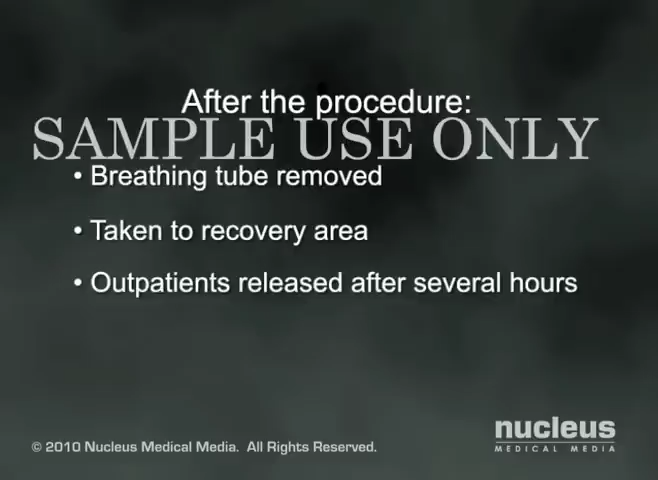 After the procedure:
SAMPLE USE ONLY
• Breathing tube removed
• Taken to recovery area
• Outpatients released after several hours
nucleus
MEDICAL MEDIA
© 2010 Nucleus Medical Media. All Rights Reserved.